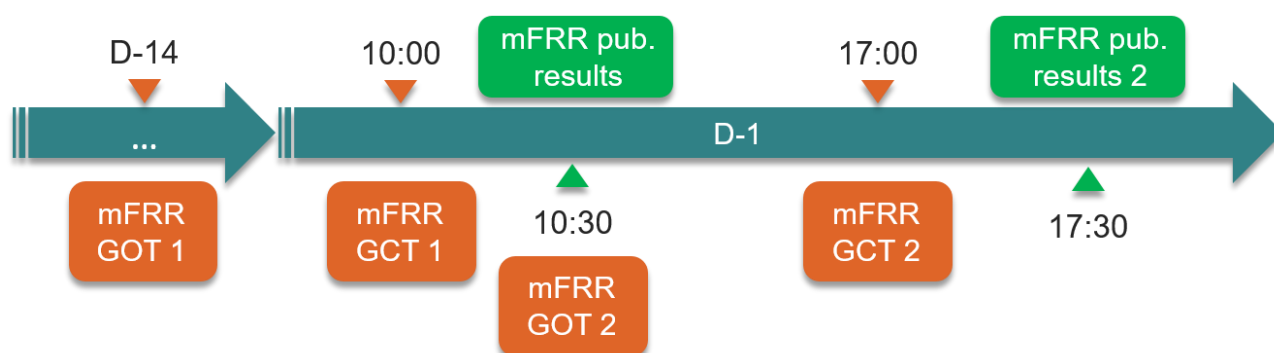 D-14
10:00
mFRR pub.
results
17:00
mFRR pub.
results 2
...
D-1
mFRR
GOT 1
mFRR
GCT 1
10:30
mFRR
GOT 2
mFRR
GCT 2
17:30